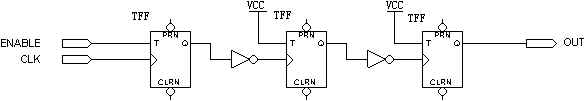 TFF
VCC
TFF
VCC
TFF
PRN
PRN
PRN
ENABLE
T
Q
T
Q
T
Q
OUT
CLK
CLRN
CLRN
CLRN